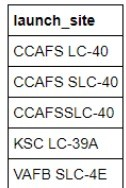 launch_site
CCAFS LC-40
CCAFS SLC-40
CCAFSSLC-40
KSC LC-39A
VAFB SLC-4E